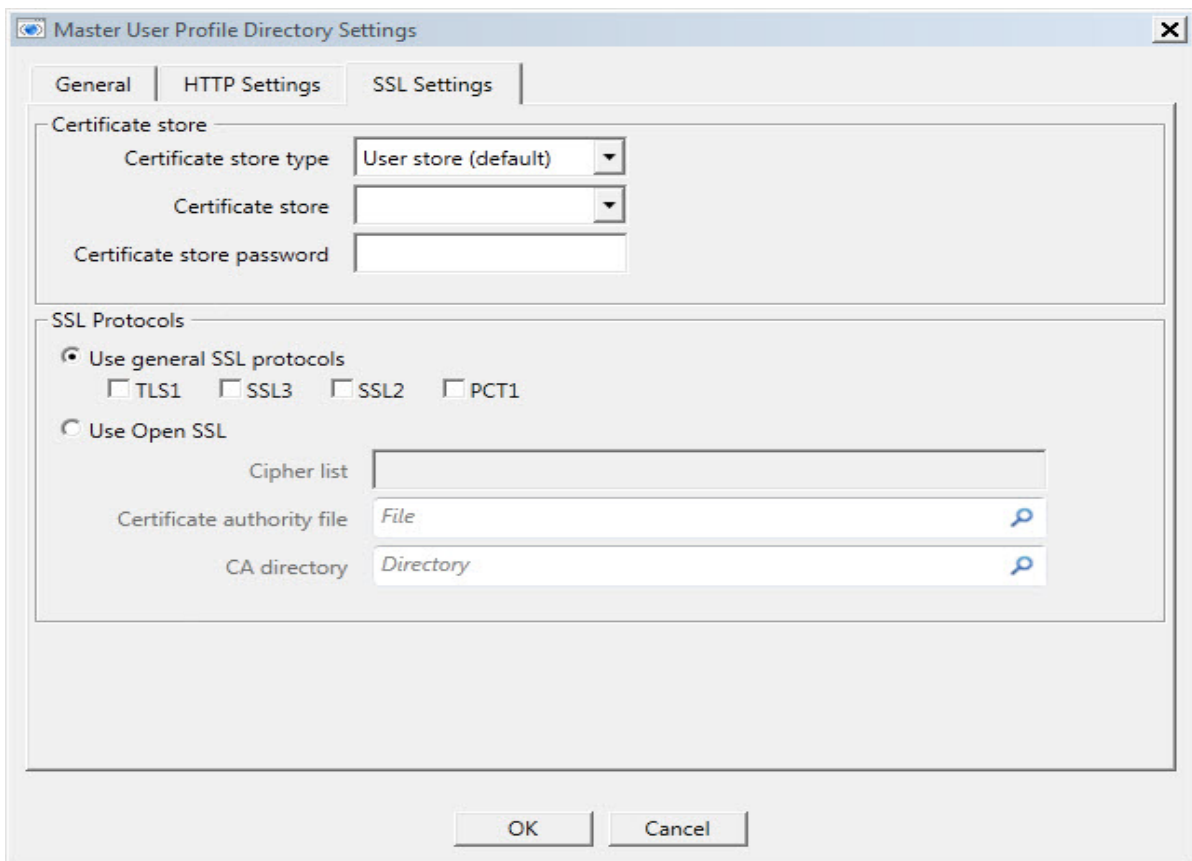 Master User Profile Directory Settings
General HTTP Settings SSL Settings
Certificate store
Certificate store type User store (default)
Certificate store
Certificate store password
SSL Protocols
Use general SSL protocols
TLS1 SSL3 SSL2 PCT1
Use Open SSL
Cipher list
Certificate authority file File
CA directory Directory
OK Cancel